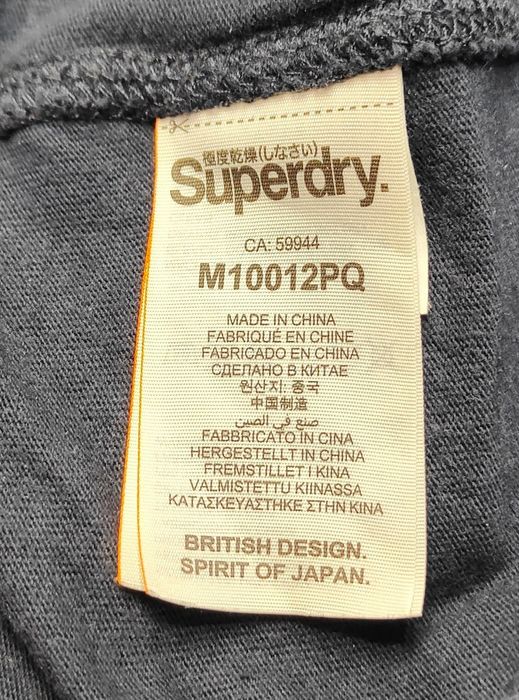 極度乾燥(しなさい)
Superdry.
CA: 59944
M10012PQ
MADE IN CHINA
FABRIQUÉ EN CHINE
FABRICADO EN CHINA
СДЕЛАНО В КИТАЕ
원산지: 중국
中国制造
صنع في الصين
FABBRICATO IN CINA
HERGESTELLT IN CHINA
FREMSTILLET I KINA
VALMISTETTU KIINASSA
ΚΑΤΑΣΚΕΥΑΣΤΗΚΕ ΣΤΗΝ ΚΙΝΑ
BRITISH DESIGN.
SPIRIT OF JAPAN.